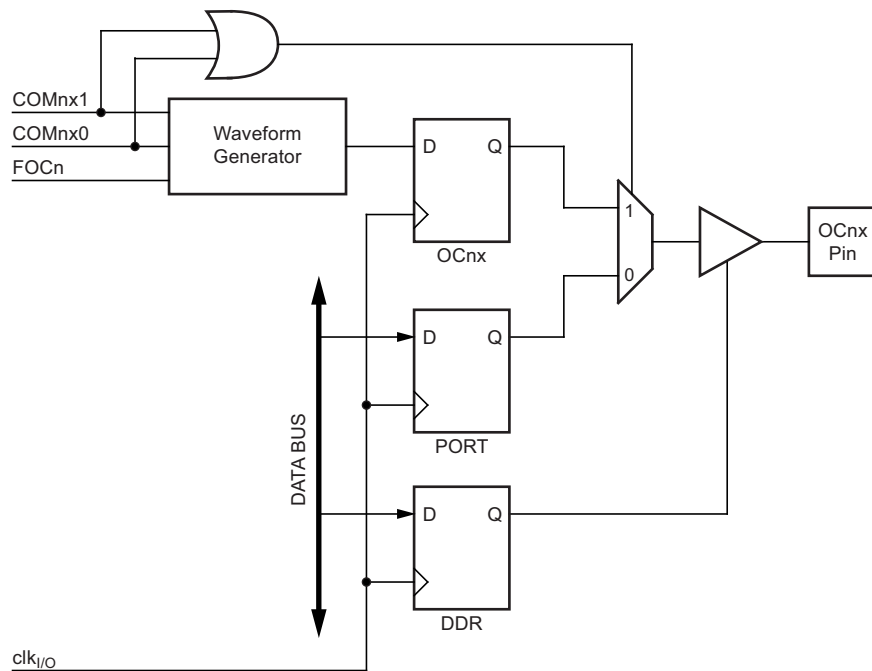 COMnx1
COMnx0
FOCn
Waveform
Generator
D
Q
OCnx
1
0
OCnx
Pin
D
Q
PORT
DATA BUS
D
Q
DDR
clkI/O